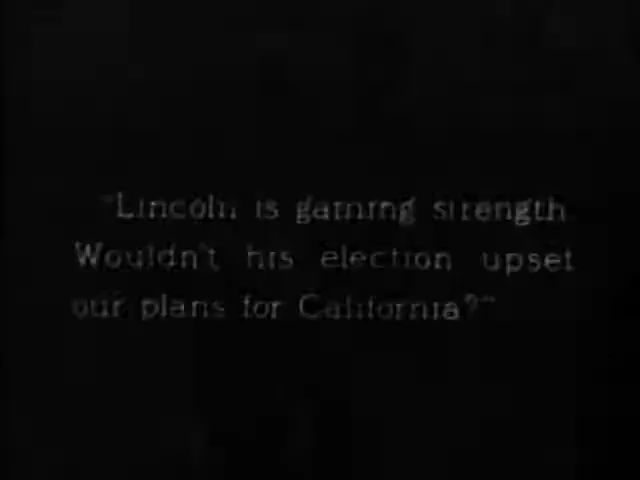 "Lincoln is gaining strength.
Wouldn't his election upset
our plans for California?"